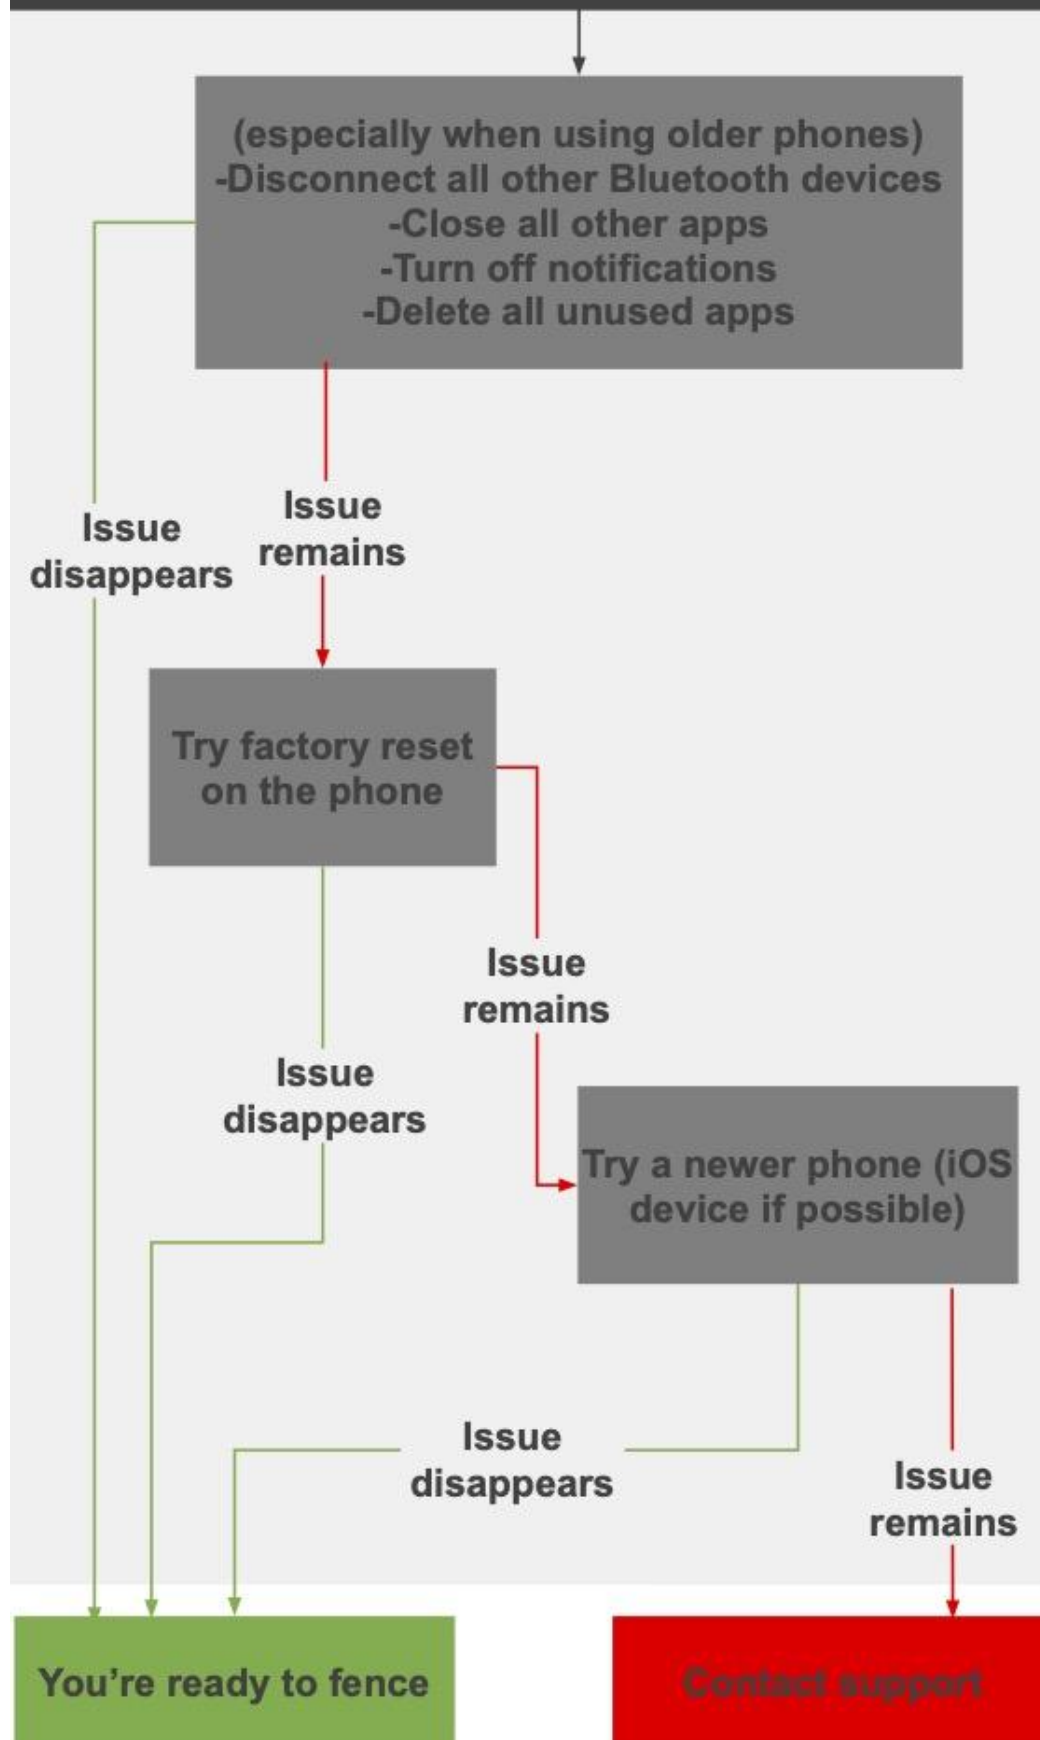 (especially when using older phones)
-Disconnect all other Bluetooth devices
-Close all other apps
-Turn off notifications
-Delete all unused apps
Issue
remains
Issue
disappears
Try factory reset
on the phone
Issue
remains
Issue
disappears
Try a newer phone (iOS
device if possible)
Issue
disappears
Issue
remains
You’re ready to fence
Contact support